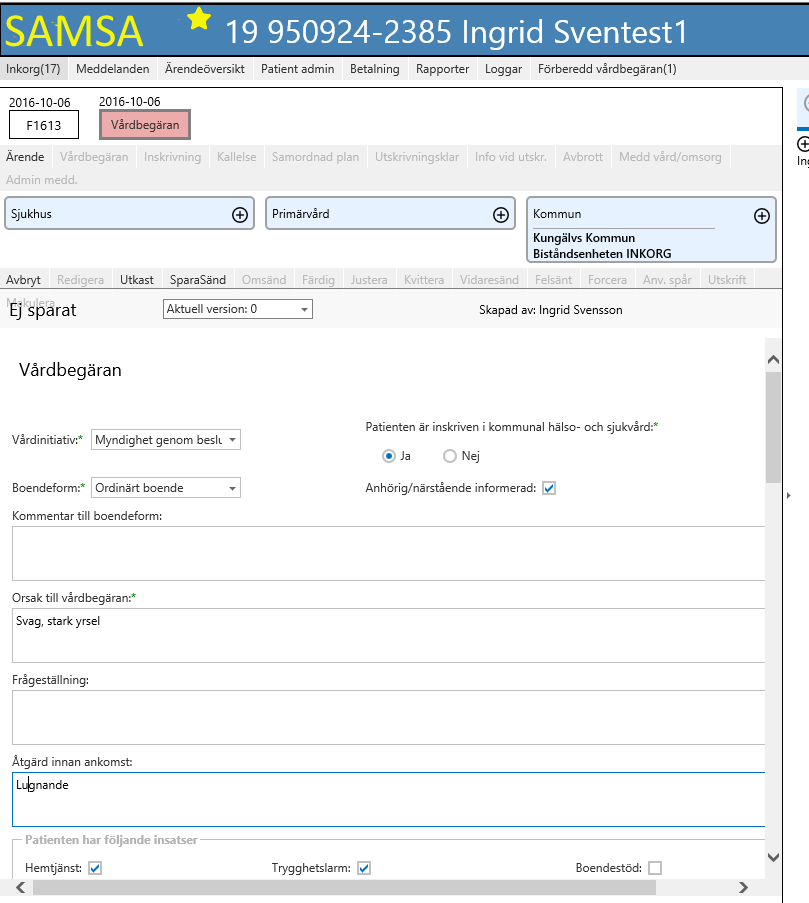 SAMSA 19 950924-2385 Ingrid Sventest1
Inkorg(17) Meddelanden Ärendeöversikt Patient admin Betalning Rapporter Loggar Förberedd vårdbegäran(1)
2016-10-06 2016-10-06
F1613 Vårdbegäran
Ärende Vårdbegäran Inskrivning Kallelse Samordnad plan Utskrivningsklar Info vid utskr. Avbrott Medd vård/omsorg
Admin medd.
Sjukhus Primärvård Kommun
Kungälvs Kommun
Biståndsenheten INKORG
Avbryt Redigera Utkast SparaSänd Omsänd Färdig Justera Kvittera Vidaresänd Felsänt Forcera Anv. spår Utskrift
Makulera
Ej sparat Aktuell version: 0 Skapad av: Ingrid Svensson
Vårdbegäran
Patienten är inskriven i kommunal hälso- och sjukvård:*
Vårdinitiativ:* Myndighet genom beslu
Ja Nej
Boendeform:* Ordinärt boende Anhörig/närstående informerad:
Kommentar till boendeform:
Orsak till vårdbegäran:*
Svag, stark yrsel
Frågeställning:
Åtgärd innan ankomst:
Lugnande
Patienten har följande insatser
Hemtjänst: Trygghetslarm: Boendestöd: